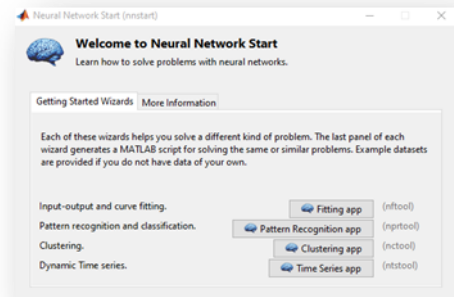 Neural Network Start (nnstart)
Welcome to Neural Network Start
Learn how to solve problems with neural networks.
Getting Started Wizards More Information
Each of these wizards helps you solve a different kind of problem. The last panel of each
wizard generates a MATLAB script for solving the same or similar problems. Example datasets
are provided if you do not have data of your own.
Input-output and curve fitting. Fitting app (nftool)
Pattern recognition and classification. Pattern Recognition app (nprtool)
Clustering. Clustering app (nctool)
Dynamic Time series. Time Series app (ntstool)